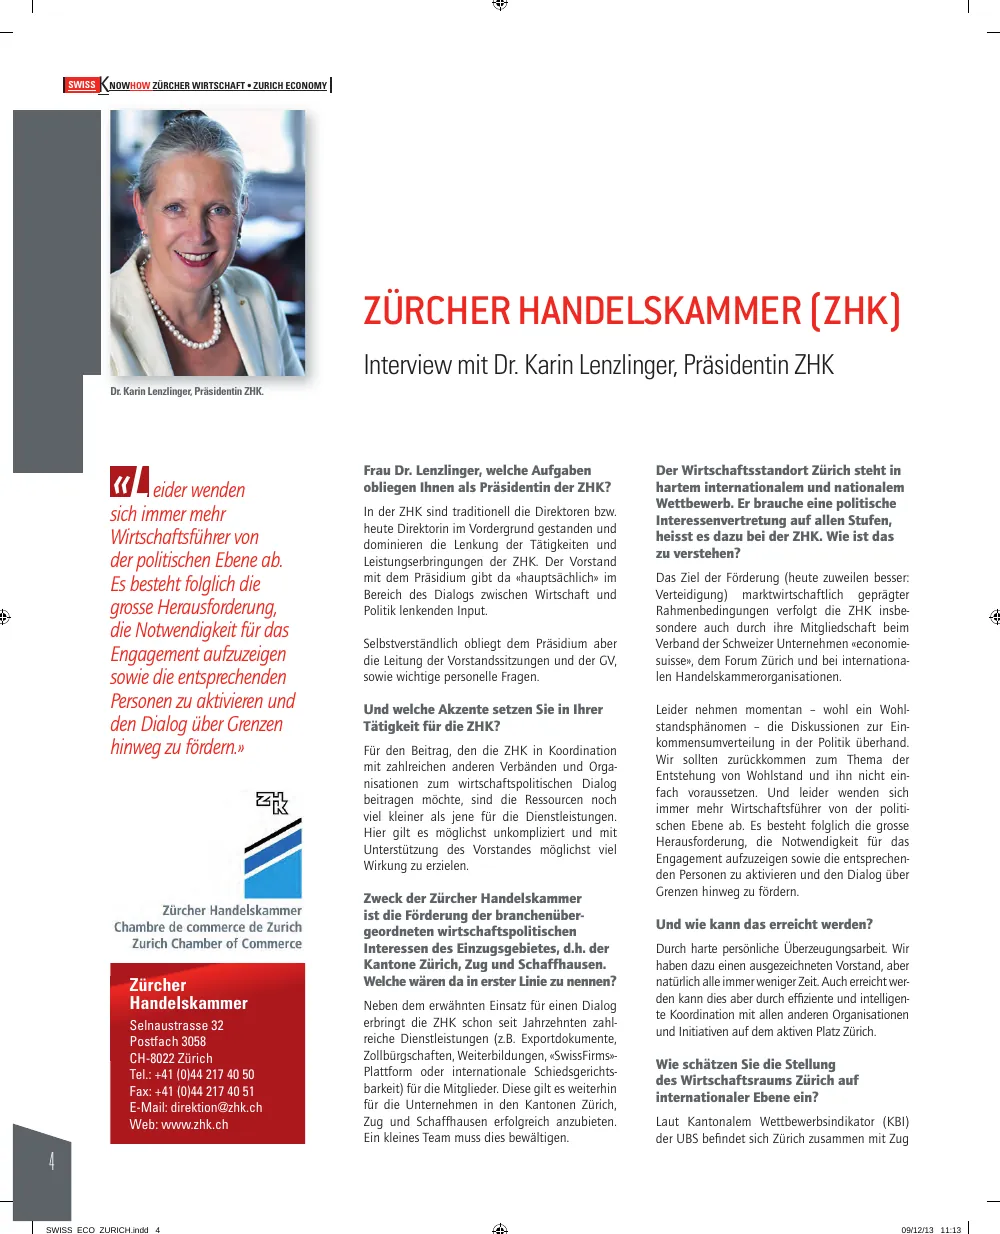 SWISS KNOWHOW ZÜRCHER WIRTSCHAFT • ZURICH ECONOMY
Dr. Karin Lenzlinger, Präsidentin ZHK.
ZÜRCHER HANDELSKAMMER (ZHK)
Interview mit Dr. Karin Lenzlinger, Präsidentin ZHK
«Leider wenden
sich immer mehr
Wirtschaftsführer von
der politischen Ebene ab.
Es besteht folglich die
grosse Herausforderung,
die Notwendigkeit für das
Engagement aufzuzeigen
sowie die entsprechenden
Personen zu aktivieren und
den Dialog über Grenzen
hinweg zu fördern.»
ZHK
Zürcher Handelskammer
Chambre de commerce de Zurich
Zurich Chamber of Commerce
Zürcher
Handelskammer
Selnaustrasse 32
Postfach 3058
CH-8022 Zürich
Tel.: +41 (0)44 217 40 50
Fax: +41 (0)44 217 40 51
E-Mail: direktion@zhk.ch
Web: www.zhk.ch
Frau Dr. Lenzlinger, welche Aufgaben
obliegen Ihnen als Präsidentin der ZHK?
In der ZHK sind traditionell die Direktoren bzw.
heute Direktorin im Vordergrund gestanden und
dominieren die Lenkung der Tätigkeiten und
Leistungserbringungen der ZHK. Der Vorstand
mit dem Präsidium gibt da «hauptsächlich» im
Bereich des Dialogs zwischen Wirtschaft und
Politik lenkenden Input.
Selbstverständlich obliegt dem Präsidium aber
die Leitung der Vorstandssitzungen und der GV,
sowie wichtige personelle Fragen.
Und welche Akzente setzen Sie in Ihrer
Tätigkeit für die ZHK?
Für den Beitrag, den die ZHK in Koordination
mit zahlreichen anderen Verbänden und Orga-
nisationen zum wirtschaftspolitischen Dialog
beitragen möchte, sind die Ressourcen noch
viel kleiner als jene für die Dienstleistungen.
Hier gilt es möglichst unkompliziert und mit
Unterstützung des Vorstandes möglichst viel
Wirkung zu erzielen.
Zweck der Zürcher Handelskammer
ist die Förderung der branchenüber-
geordneten wirtschaftspolitischen
Interessen des Einzugsgebietes, d.h. der
Kantone Zürich, Zug und Schaffhausen.
Welche wären da in erster Linie zu nennen?
Neben dem erwähnten Einsatz für einen Dialog
erbringt die ZHK schon seit Jahrzehnten zahl-
reiche Dienstleistungen (z.B. Exportdokumente,
Zollbürgschaften, Weiterbildungen, «SwissFirms»-
Plattform oder internationale Schiedsgerichts-
barkeit) für die Mitglieder. Diese gilt es weiterhin
für die Unternehmen in den Kantonen Zürich,
Zug und Schaffhausen erfolgreich anzubieten.
Ein kleines Team muss dies bewältigen.
Der Wirtschaftsstandort Zürich steht in
hartem internationalem und nationalem
Wettbewerb. Er brauche eine politische
Interessenvertretung auf allen Stufen,
heisst es dazu bei der ZHK. Wie ist das
zu verstehen?
Das Ziel der Förderung (heute zuweilen besser:
Verteidigung) marktwirtschaftlich geprägter
Rahmenbedingungen verfolgt die ZHK insbe-
sondere auch durch ihre Mitgliedschaft beim
Verband der Schweizer Unternehmen «economie-
suisse», dem Forum Zürich und bei internationa-
len Handelskammerorganisationen.
Leider nehmen momentan – wohl ein Wohl-
standsphänomen – die Diskussionen zur Ein-
kommensumverteilung in der Politik überhand.
Wir sollten zurückkommen zum Thema der
Entstehung von Wohlstand und ihn nicht ein-
fach voraussetzen. Und leider wenden sich
immer mehr Wirtschaftsführer von der politi-
schen Ebene ab. Es besteht folglich die grosse
Herausforderung, die Notwendigkeit für das
Engagement aufzuzeigen sowie die entsprechen-
den Personen zu aktivieren und den Dialog über
Grenzen hinweg zu fördern.
Und wie kann das erreicht werden?
Durch harte persönliche Überzeugungsarbeit. Wir
haben dazu einen ausgezeichneten Vorstand, aber
natürlich alle immer weniger Zeit. Auch erreicht wer-
den kann dies aber durch effiziente und intelligen-
te Koordination mit allen anderen Organisationen
und Initiativen auf dem aktiven Platz Zürich.
Wie schätzen Sie die Stellung
des Wirtschaftsraums Zürich auf
internationaler Ebene ein?
Laut Kantonalem Wettbewerbsindikator (KBI)
der UBS befindet sich Zürich zusammen mit Zug
4
SWISS_ECO_ZURICH.indd 4
09/12/13 11:13